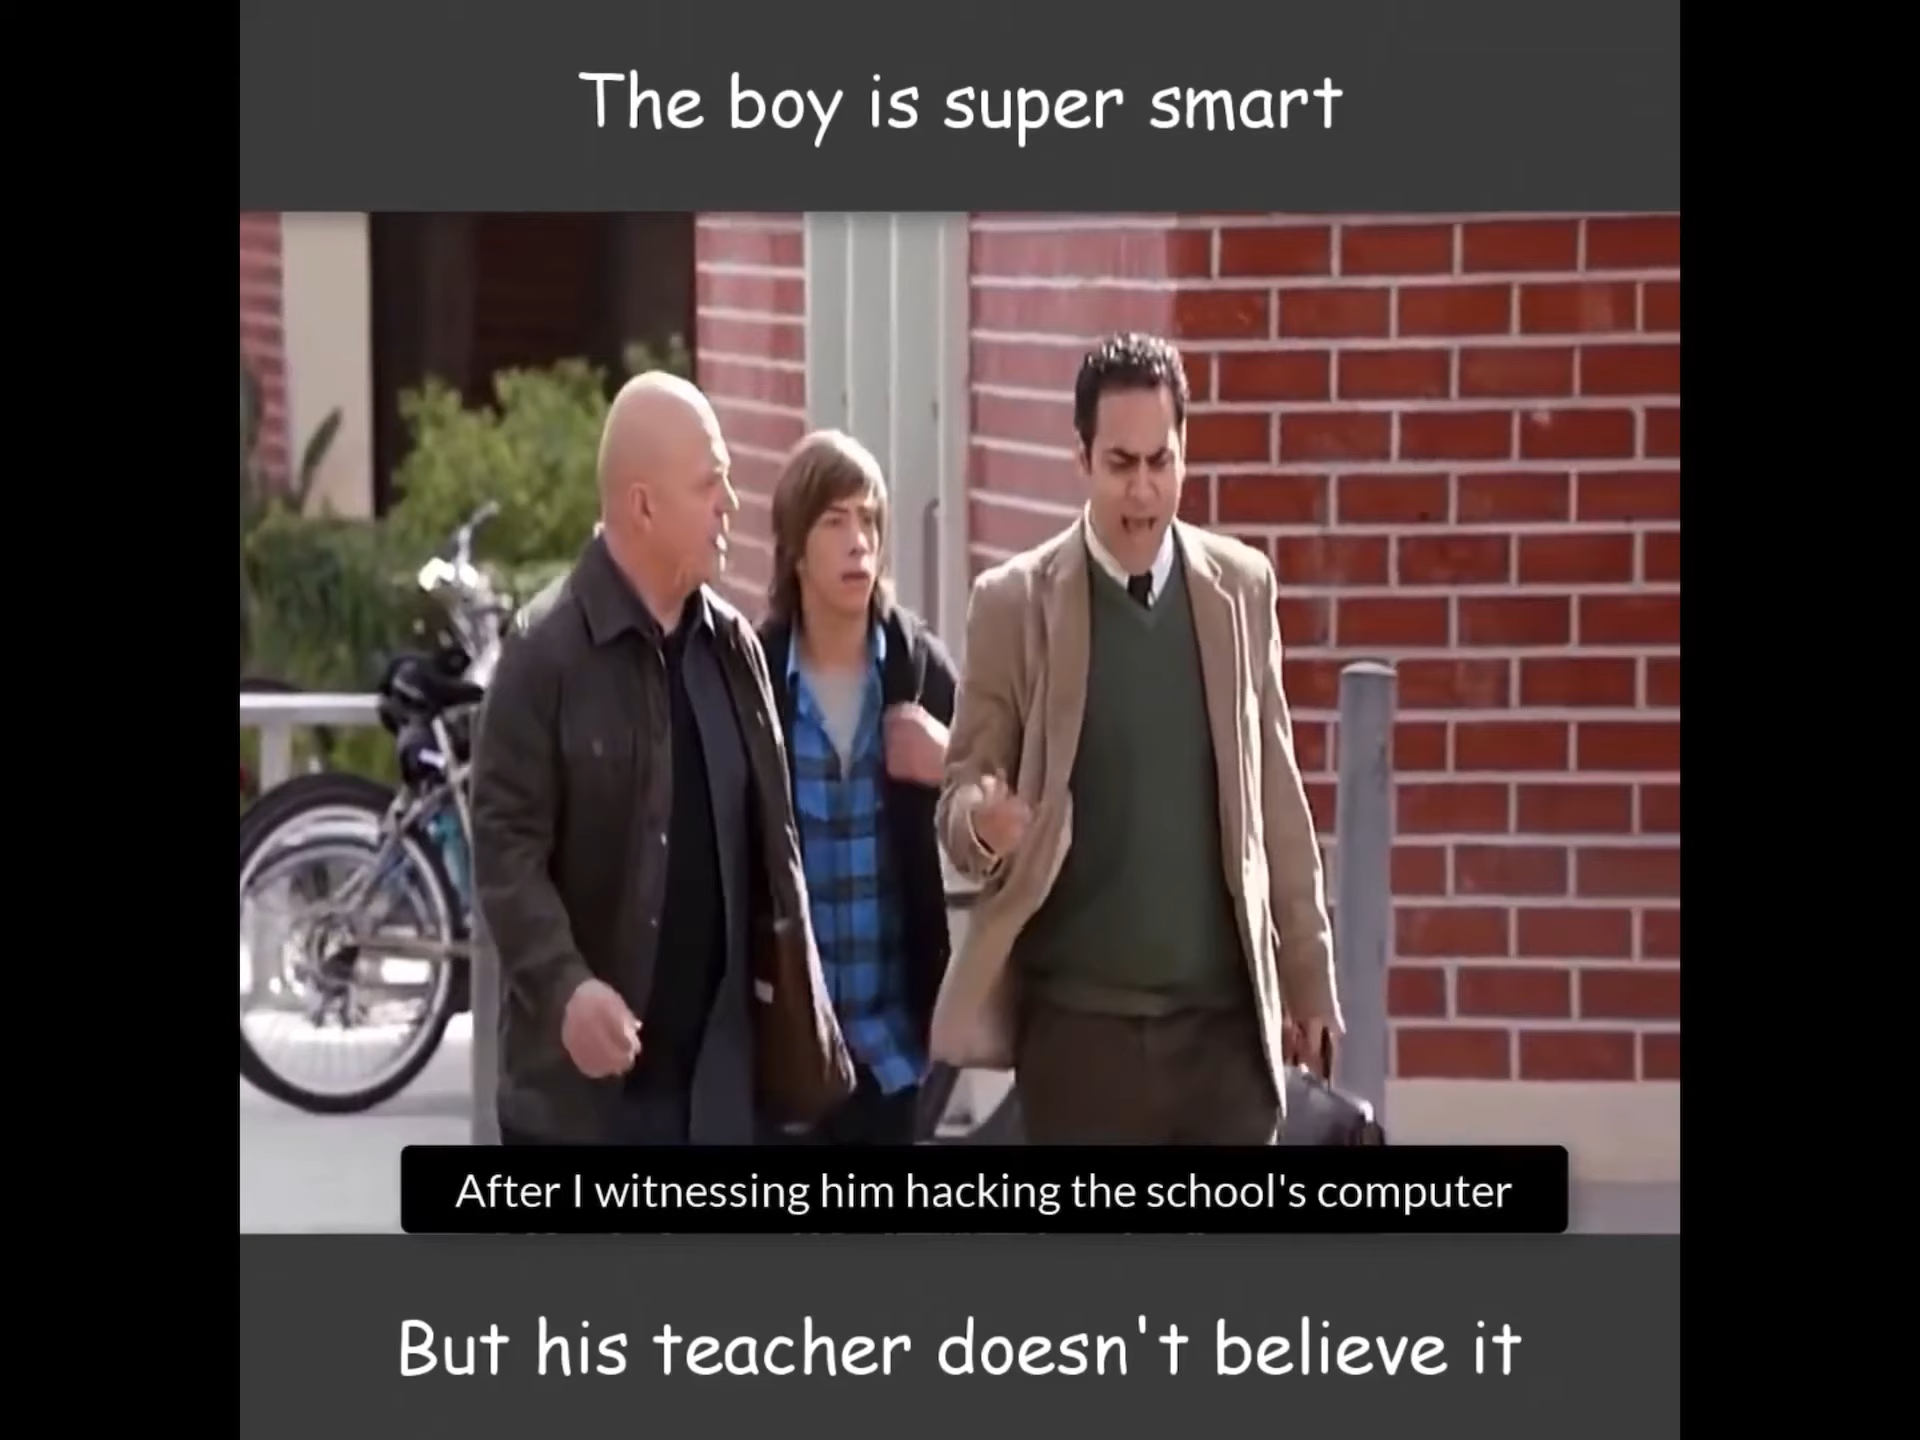 The boy is super smart
After I witnessing him hacking the school's computer
But his teacher doesn't believe it